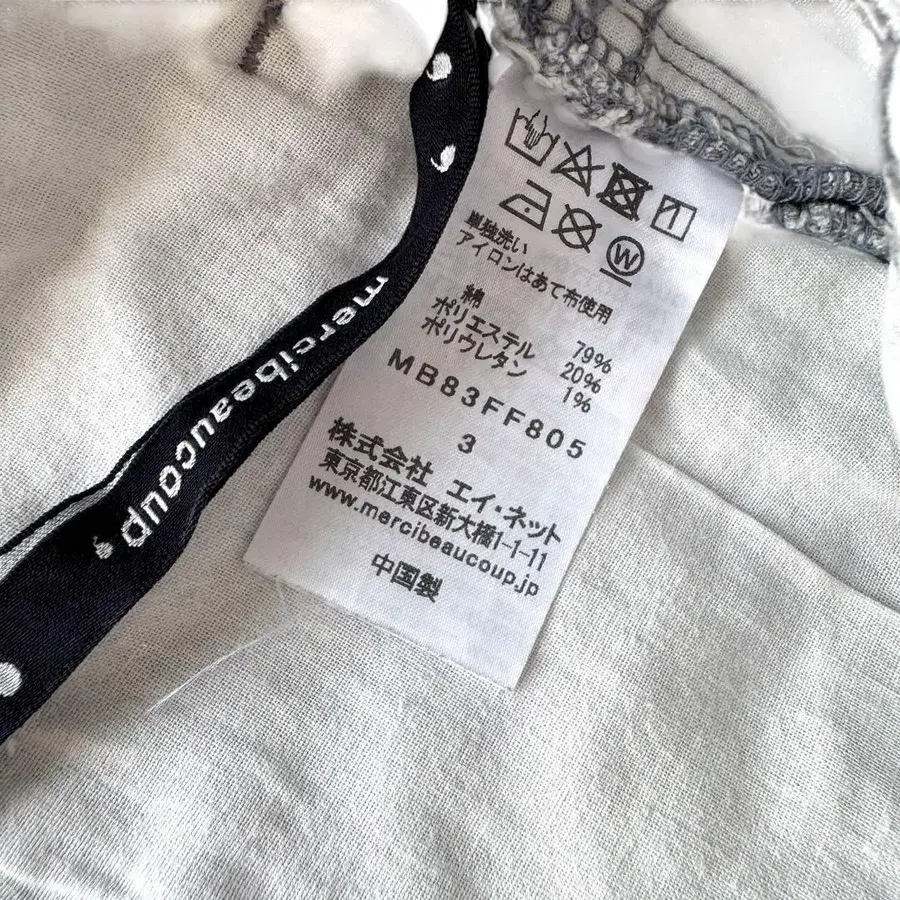 mercibeaucoup,
W
単独洗い
アイロンはあて布使用
綿 79%
ポリエステル 20%
ポリウレタン 1%
MB83FF805
3
株式会社 エイ・ネット
東京都江東区新大橋1-1-11
www.mercibeaucoup.jp
中国製